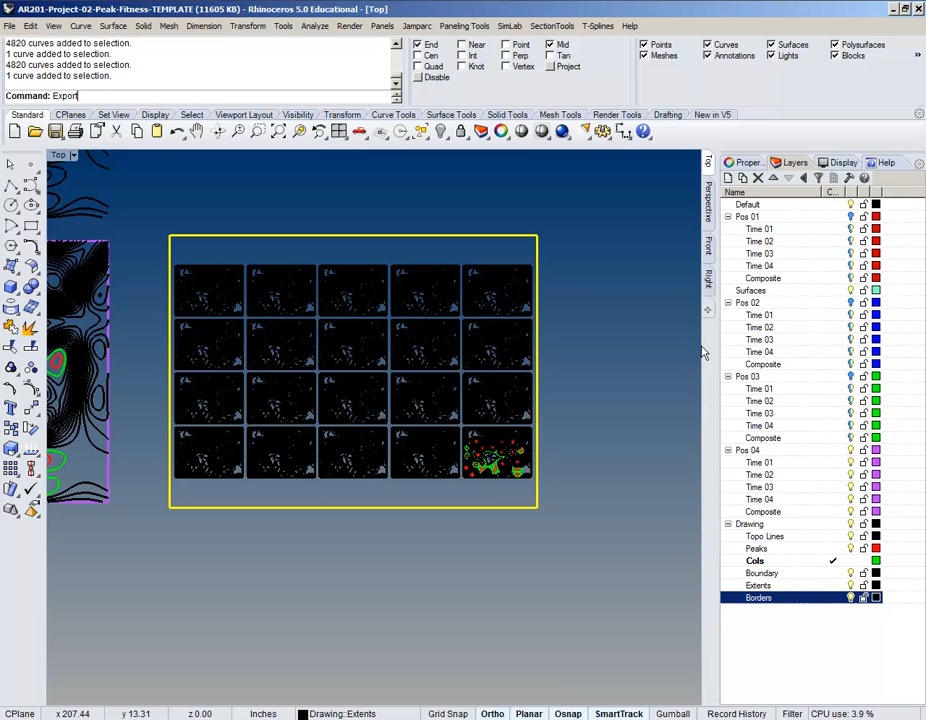 AR201-Project-02-Peak-Fitness-TEMPLATE (11605 KB) - Rhinoceros 5.0 Educational - [Top]
File Edit View Curve Surface Solid Mesh Dimension Transform Tools Analyze Render Panels Jamparc Paneling Tools SimLab SectionTools T-Splines Help
4820 curves added to selection.
1 curve added to selection.
4820 curves added to selection.
1 curve added to selection.
Command: Export
End Near Point Mid
Cen Int Perp Tan
Quad Knot Vertex Project
Disable
Points Curves Surfaces Polysurfaces
Meshes Annotations Lights Blocks
Standard CPlanes Set View Display Select Viewport Layout Visibility Transform Curve Tools Surface Tools Solid Tools Mesh Tools Render Tools Drafting New in V5
Top
Top
Perspective
Front
Right
Proper... Layers Display Help
Name C...
Default
Pos 01
Time 01
Time 02
Time 03
Time 04
Composite
Surfaces
Pos 02
Time 01
Time 02
Time 03
Time 04
Composite
Pos 03
Time 01
Time 02
Time 03
Time 04
Composite
Pos 04
Time 01
Time 02
Time 03
Time 04
Composite
Drawing
Topo Lines
Peaks
Cols
Boundary
Extents
Borders
CPlane x 207.44 y 13.31 z 0.00 Inches Drawing::Extents Grid Snap Ortho Planar Osnap SmartTrack Gumball Record History Filter CPU use: 3.9 %